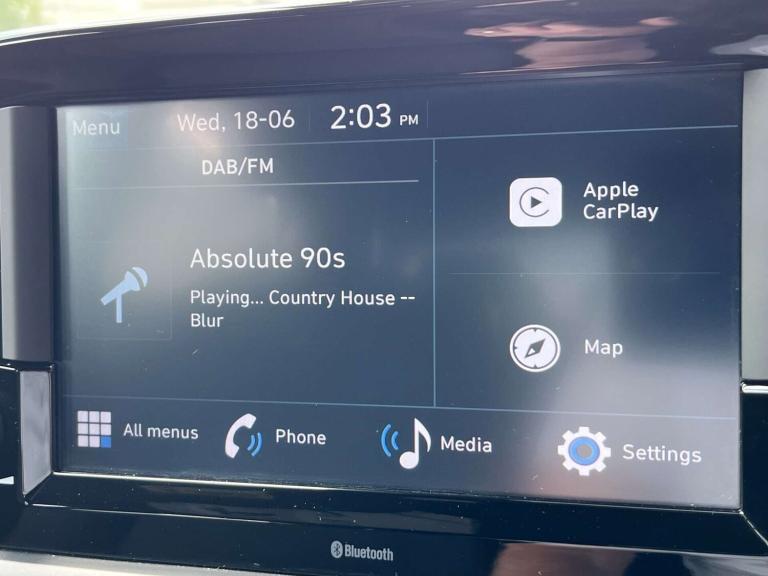 Menu Wed, 18-06 2:03 PM
DAB/FM
Absolute 90s
Playing... Country House --
Blur
Apple
CarPlay
Map
All menus Phone Media Settings
Bluetooth